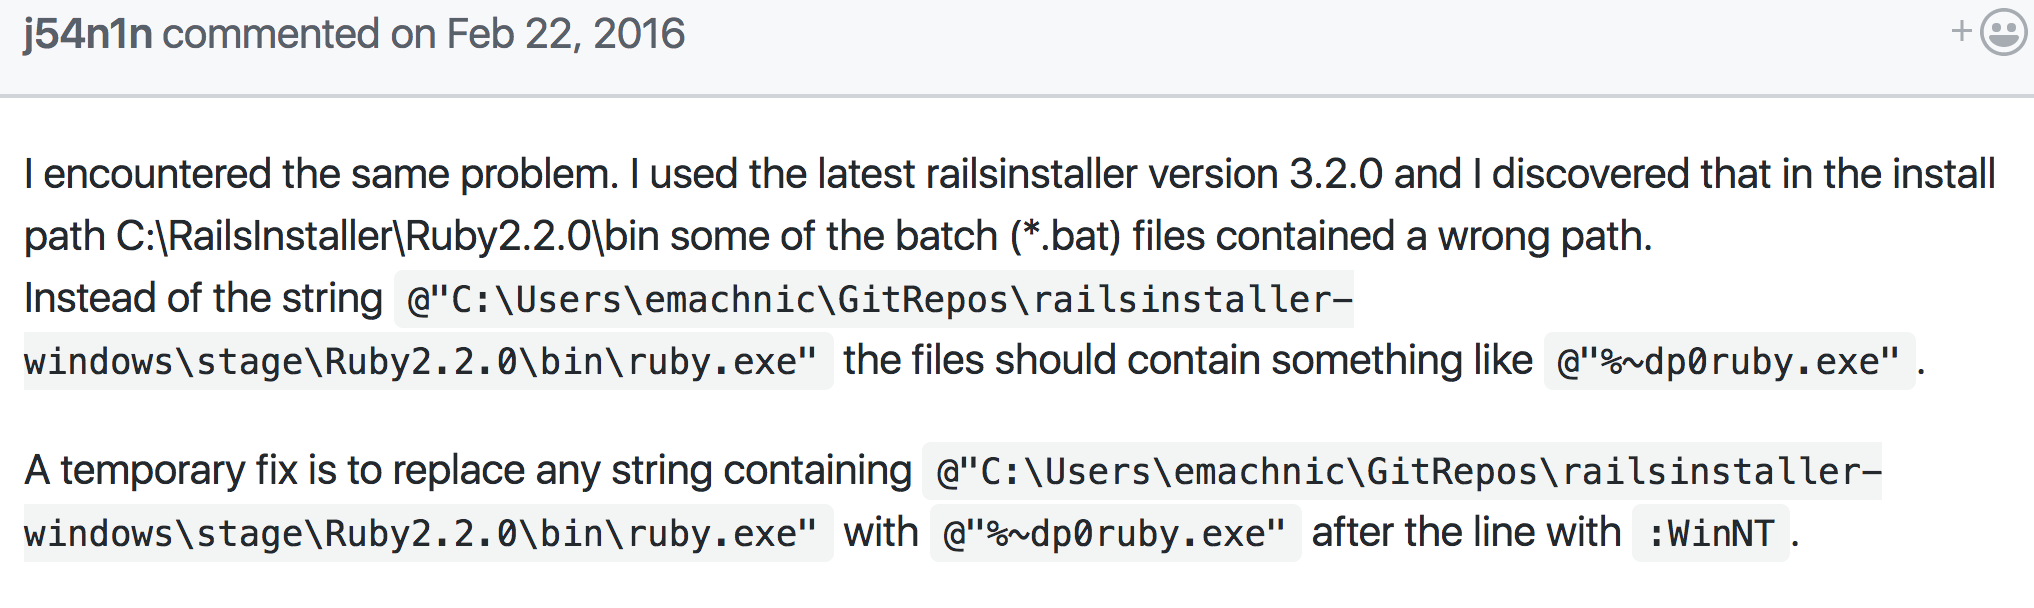 j54n1n commented on Feb 22, 2016
I encountered the same problem. I used the latest railsinstaller version 3.2.0 and I discovered that in the install
path C:\RailsInstaller\Ruby2.2.0\bin some of the batch (*.bat) files contained a wrong path.
Instead of the string @"C:\Users\emachnic\GitRepos\railsinstaller-
windows\stage\Ruby2.2.0\bin\ruby.exe" the files should contain something like @"%~dp0ruby.exe" .
A temporary fix is to replace any string containing @"C:\Users\emachnic\GitRepos\railsinstaller-
windows\stage\Ruby2.2.0\bin\ruby.exe" with @"%~dp0ruby.exe" after the line with :WinNT .